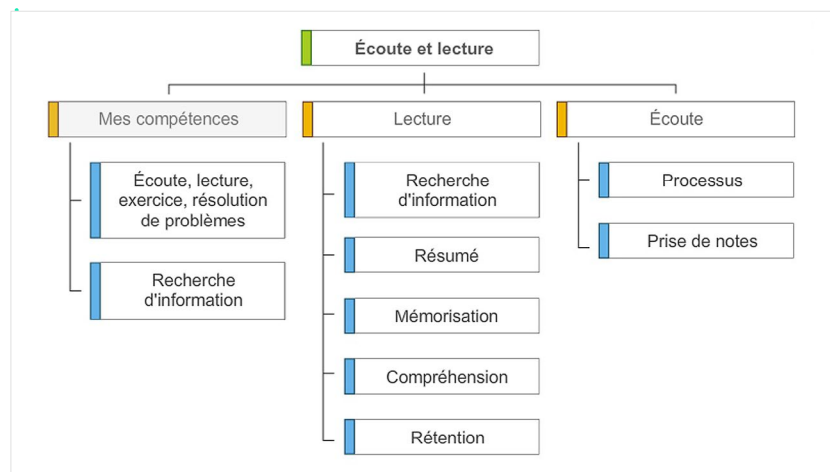 Écoute et lecture
Mes compétences
Écoute, lecture,
exercice, résolution
de problèmes
Recherche
d'information
Lecture
Recherche
d'information
Résumé
Mémorisation
Compréhension
Rétention
Écoute
Processus
Prise de notes